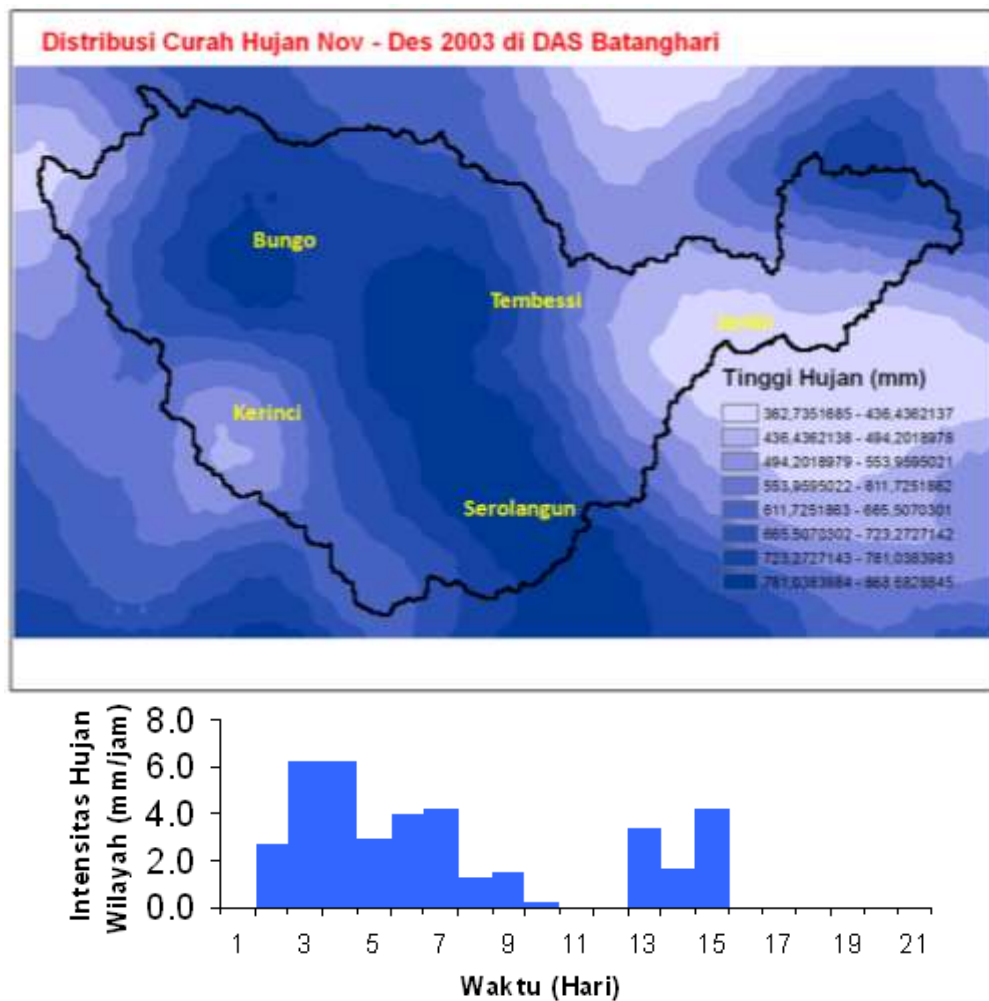 Distribusi Curah Hujan Nov - Des 2003 di DAS Batanghari
Bungo
Tembessi
Kerinci
Serolangun
Tinggi Hujan (mm)
362,7351685 - 436,4362137
436,4362138 - 494,2018978
494,2018979 - 553,9595021
553,9595022 - 611,7251862
611,7251863 - 665,5070301
665,5070302 - 723,2727142
723,2727143 - 781,0383983
781,0383984 - 868,6828845
Intensitas Hujan
Wilayah (mm/jam)
8.0
6.0
4.0
2.0
0.0
1 3 5 7 9 11 13 15 17 19 21
Waktu (Hari)